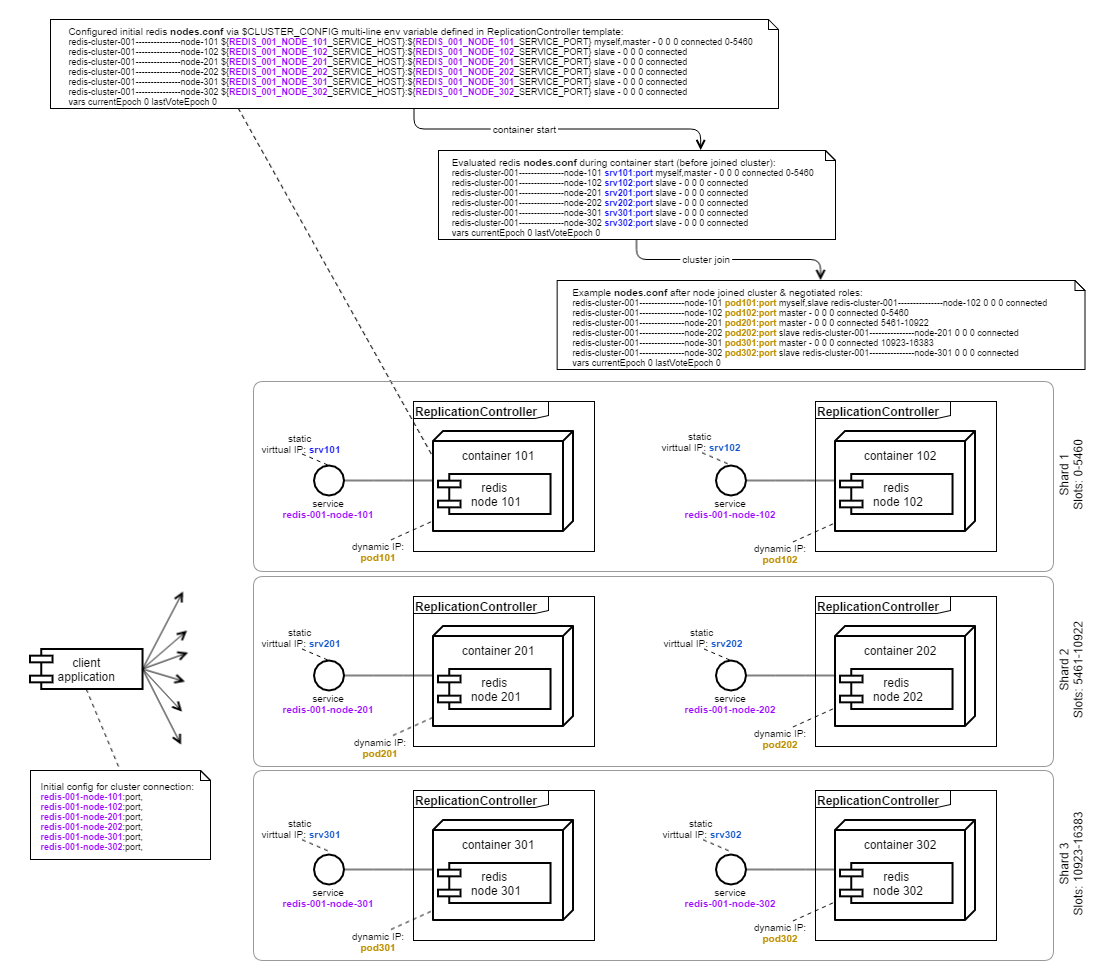 Configured initial redis nodes.conf via $CLUSTER_CONFIG multi-line env variable defined in ReplicationController template:
redis-cluster-001---------------node-101 ${REDIS_001_NODE_101_SERVICE_HOST}:${REDIS_001_NODE_101_SERVICE_PORT} myself,master - 0 0 0 connected 0-5460
redis-cluster-001---------------node-102 ${REDIS_001_NODE_102_SERVICE_HOST}:${REDIS_001_NODE_102_SERVICE_PORT} slave - 0 0 0 connected
redis-cluster-001---------------node-201 ${REDIS_001_NODE_201_SERVICE_HOST}:${REDIS_001_NODE_201_SERVICE_PORT} slave - 0 0 0 connected
redis-cluster-001---------------node-202 ${REDIS_001_NODE_202_SERVICE_HOST}:${REDIS_001_NODE_202_SERVICE_PORT} slave - 0 0 0 connected
redis-cluster-001---------------node-301 ${REDIS_001_NODE_301_SERVICE_HOST}:${REDIS_001_NODE_301_SERVICE_PORT} slave - 0 0 0 connected
redis-cluster-001---------------node-302 ${REDIS_001_NODE_302_SERVICE_HOST}:${REDIS_001_NODE_302_SERVICE_PORT} slave - 0 0 0 connected
vars currentEpoch 0 lastVoteEpoch 0
container start
Evaluated redis nodes.conf during container start (before joined cluster):
redis-cluster-001---------------node-101 srv101:port myself,master - 0 0 0 connected 0-5460
redis-cluster-001---------------node-102 srv102:port slave - 0 0 0 connected
redis-cluster-001---------------node-201 srv201:port slave - 0 0 0 connected
redis-cluster-001---------------node-202 srv202:port slave - 0 0 0 connected
redis-cluster-001---------------node-301 srv301:port slave - 0 0 0 connected
redis-cluster-001---------------node-302 srv302:port slave - 0 0 0 connected
vars currentEpoch 0 lastVoteEpoch 0
cluster join
Example nodes.conf after node joined cluster & negotiated roles:
redis-cluster-001---------------node-101 pod101:port myself,slave redis-cluster-001---------------node-102 0 0 0 connected
redis-cluster-001---------------node-102 pod102:port master - 0 0 0 connected 0-5460
redis-cluster-001---------------node-201 pod201:port master - 0 0 0 connected 5461-10922
redis-cluster-001---------------node-202 pod202:port slave redis-cluster-001---------------node-201 0 0 0 connected
redis-cluster-001---------------node-301 pod301:port master - 0 0 0 connected 10923-16383
redis-cluster-001---------------node-302 pod302:port slave redis-cluster-001---------------node-301 0 0 0 connected
vars currentEpoch 0 lastVoteEpoch 0
ReplicationController
static
virttual IP: srv101
container 101
redis
node 101
service
redis-001-node-101
dynamic IP:
pod101
ReplicationController
static
virttual IP: srv102
container 102
redis
node 102
service
redis-001-node-102
dynamic IP:
pod102
Shard 1
Slots: 0-5460
ReplicationController
static
virttual IP: srv201
container 201
redis
node 201
service
redis-001-node-201
dynamic IP:
pod201
ReplicationController
static
virttual IP: srv202
container 202
redis
node 202
service
redis-001-node-202
dynamic IP:
pod202
Shard 2
Slots: 5461-10922
client
application
Initial config for cluster connection:
redis-001-node-101:port,
redis-001-node-102:port,
redis-001-node-201:port,
redis-001-node-202:port,
redis-001-node-301:port,
redis-001-node-302:port,
ReplicationController
static
virttual IP: srv301
container 301
redis
node 301
service
redis-001-node-301
dynamic IP:
pod301
ReplicationController
static
virttual IP: srv302
container 302
redis
node 302
service
redis-001-node-302
dynamic IP:
pod302
Shard 3
Slots: 10923-16383